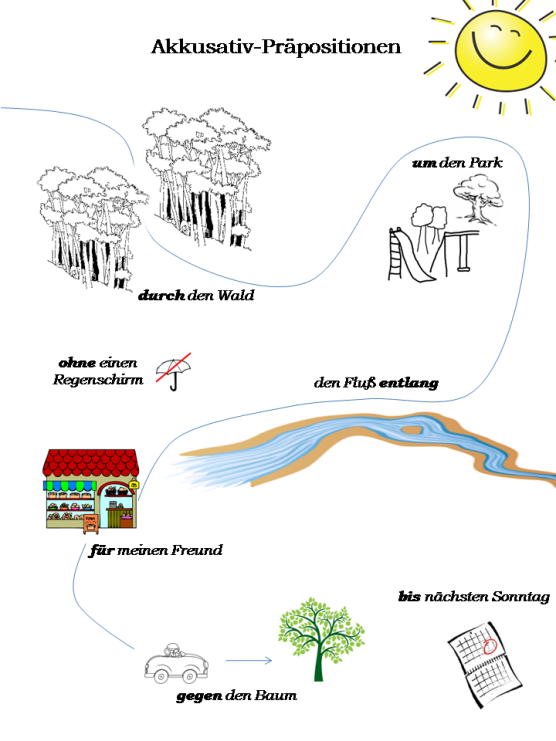 Akkusativ-Präpositionen
um den Park
durch den Wald
ohne einen
Regenschirm
den Fluß entlang
für meinen Freund
bis nächsten Sonntag
gegen den Baum